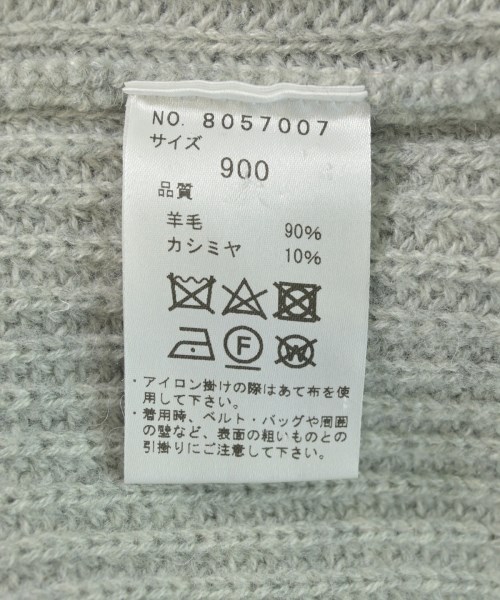 NO. 8057007
サイズ
900
品質
羊毛 90%
カシミヤ 10%
F W
・アイロン掛けの際はあて布を使
用して下さい。
・着用時、ベルト・バッグや周囲
の壁など、表面の粗いものとの
引掛りにご注意して下さい。